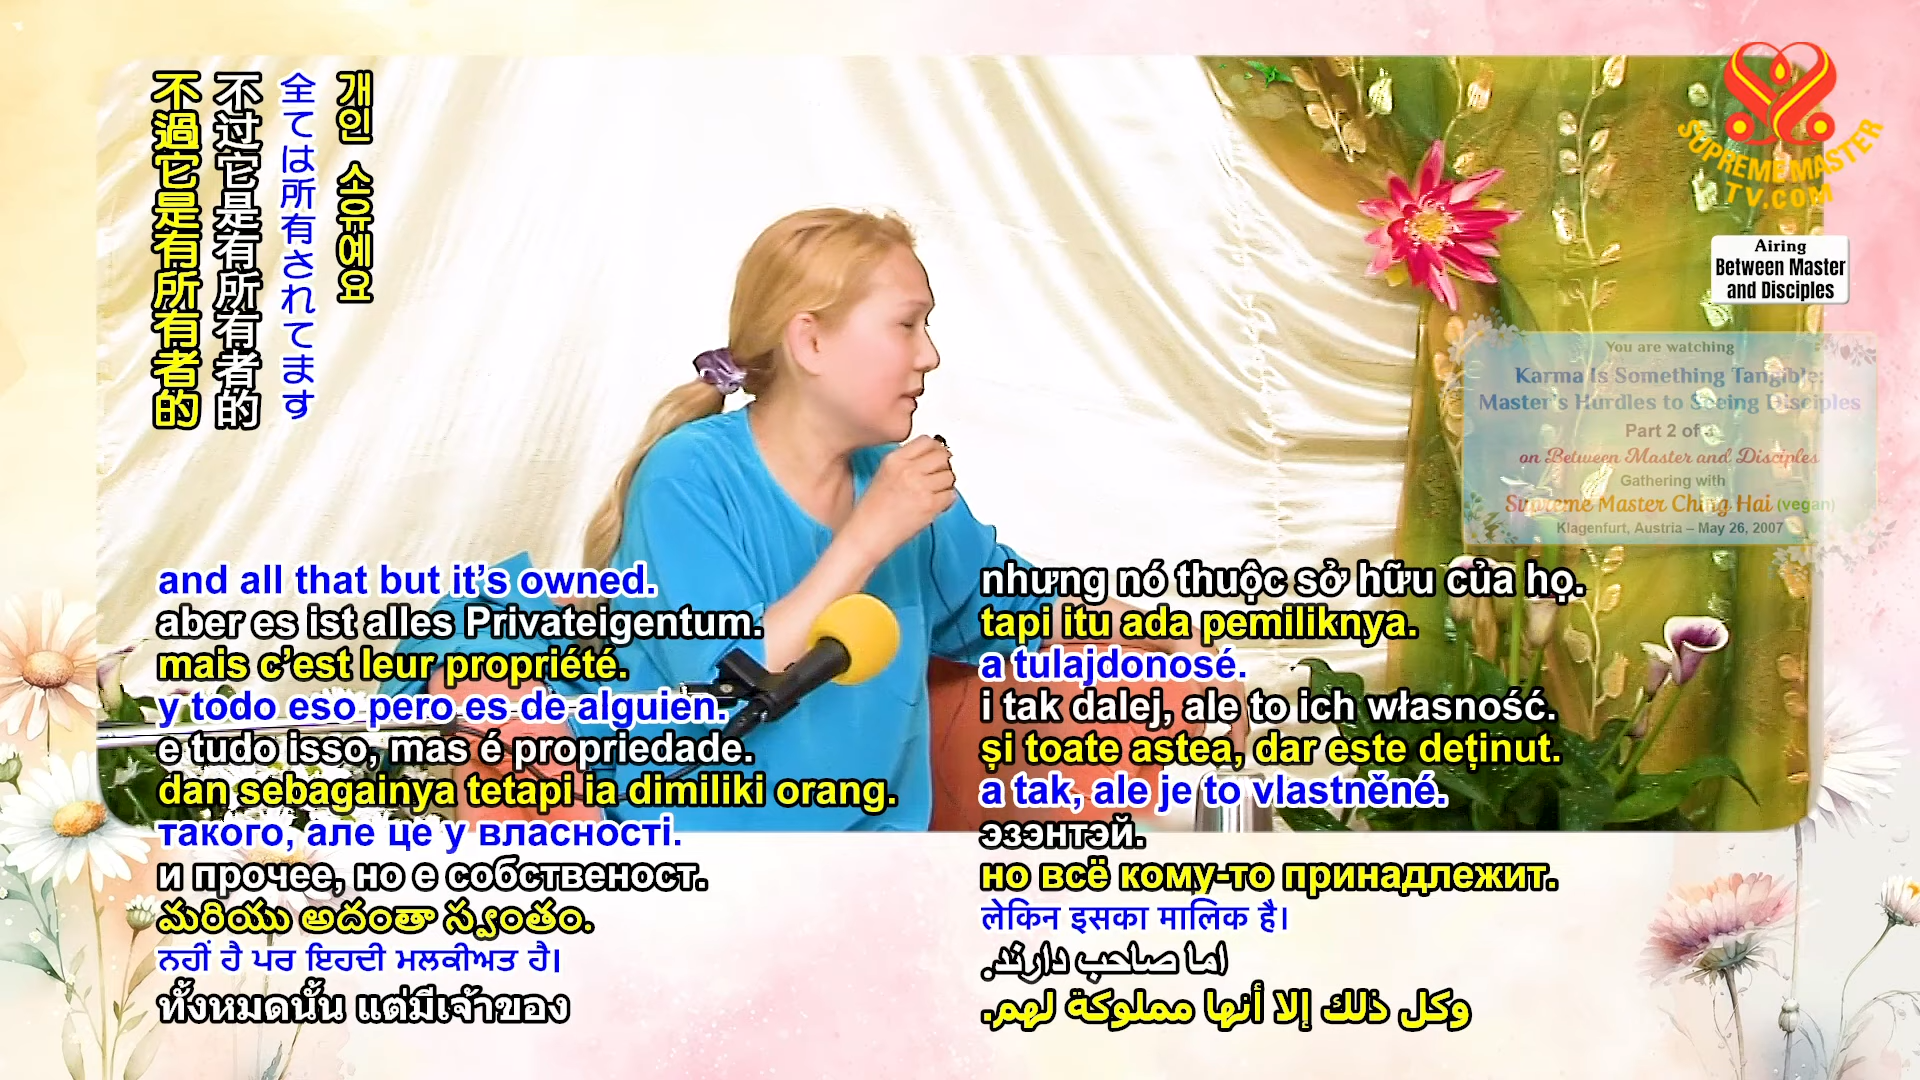 不過它是有所有者的
不过它是有所有者的
全ては所有されてます
개인 소유예요
SUPREME MASTER
TV.COM
Airing
Between Master
and Disciples
You are watching
Karma Is Something Tangible:
Master's Hurdles to Seeing Disciples
Part 2 of
on Between Master and Disciples
Gathering with
Supreme Master Ching Hai (vegan)
Klagenfurt, Austria – May 26, 2007
and all that but it's owned.
aber es ist alles Privateigentum.
mais c'est leur propriété.
y todo eso pero es de alguien.
e tudo isso, mas é propriedade.
dan sebagainya tetapi ia dimiliki orang.
такого, але це у власності.
и прочее, но е собственост.
మరియు అదంతా స్వంతం.
ਨਹੀਂ ਹੈ ਪਰ ਇਹਦੀ ਮਲਕੀਅਤ ਹੈ।
ทั้งหมดนั้น แต่มีเจ้าของ
nhưng nó thuộc sở hữu của họ.
tapi itu ada pemiliknya.
a tulajdonosé.
i tak dalej, ale to ich własność.
și toate astea, dar este deținut.
a tak, ale je to vlastněné.
эзэнтэй.
но всё кому-то принадлежит.
लेकिन इसका मालिक है।
اما صاحب دارند.
وكل ذلك إلا أنها مملوكة لهم.